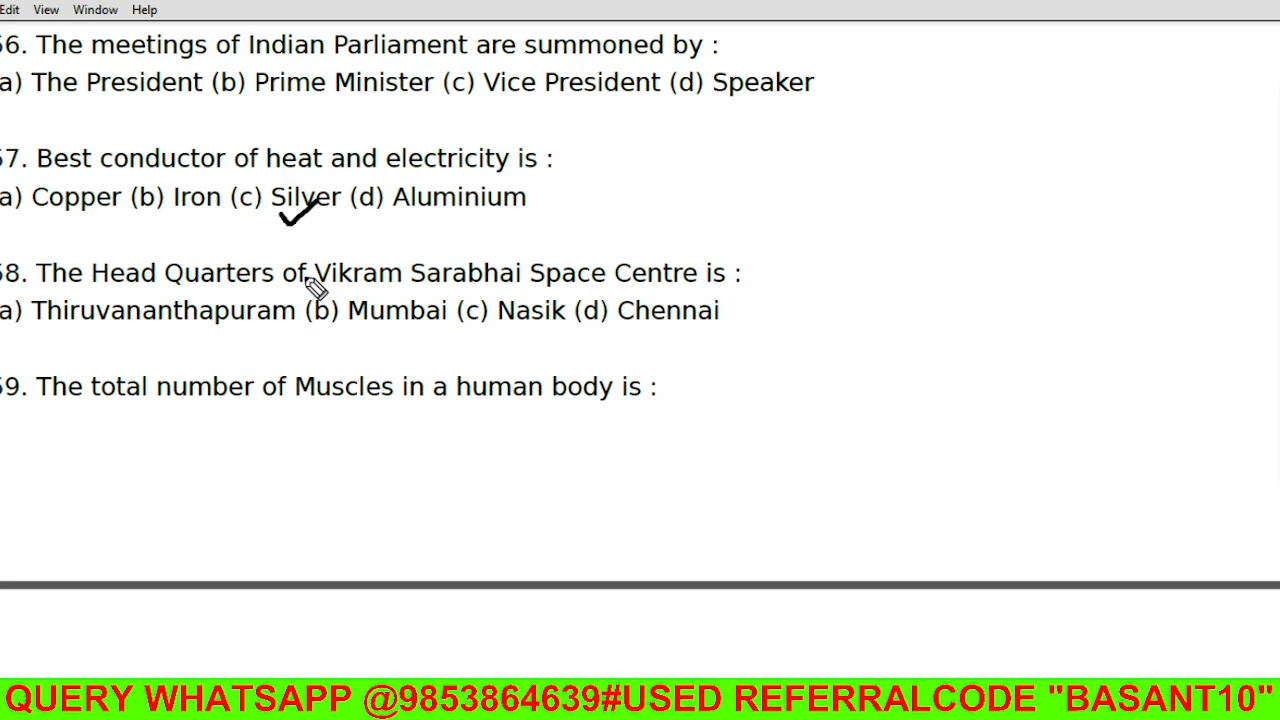 Edit View Window Help
56. The meetings of Indian Parliament are summoned by :
a) The President (b) Prime Minister (c) Vice President (d) Speaker
57. Best conductor of heat and electricity is :
a) Copper (b) Iron (c) Silver (d) Aluminium
58. The Head Quarters of Vikram Sarabhai Space Centre is :
a) Thiruvananthapuram (b) Mumbai (c) Nasik (d) Chennai
59. The total number of Muscles in a human body is :
QUERY WHATSAPP @9853864639#USED REFERRALCODE "BASANT10"